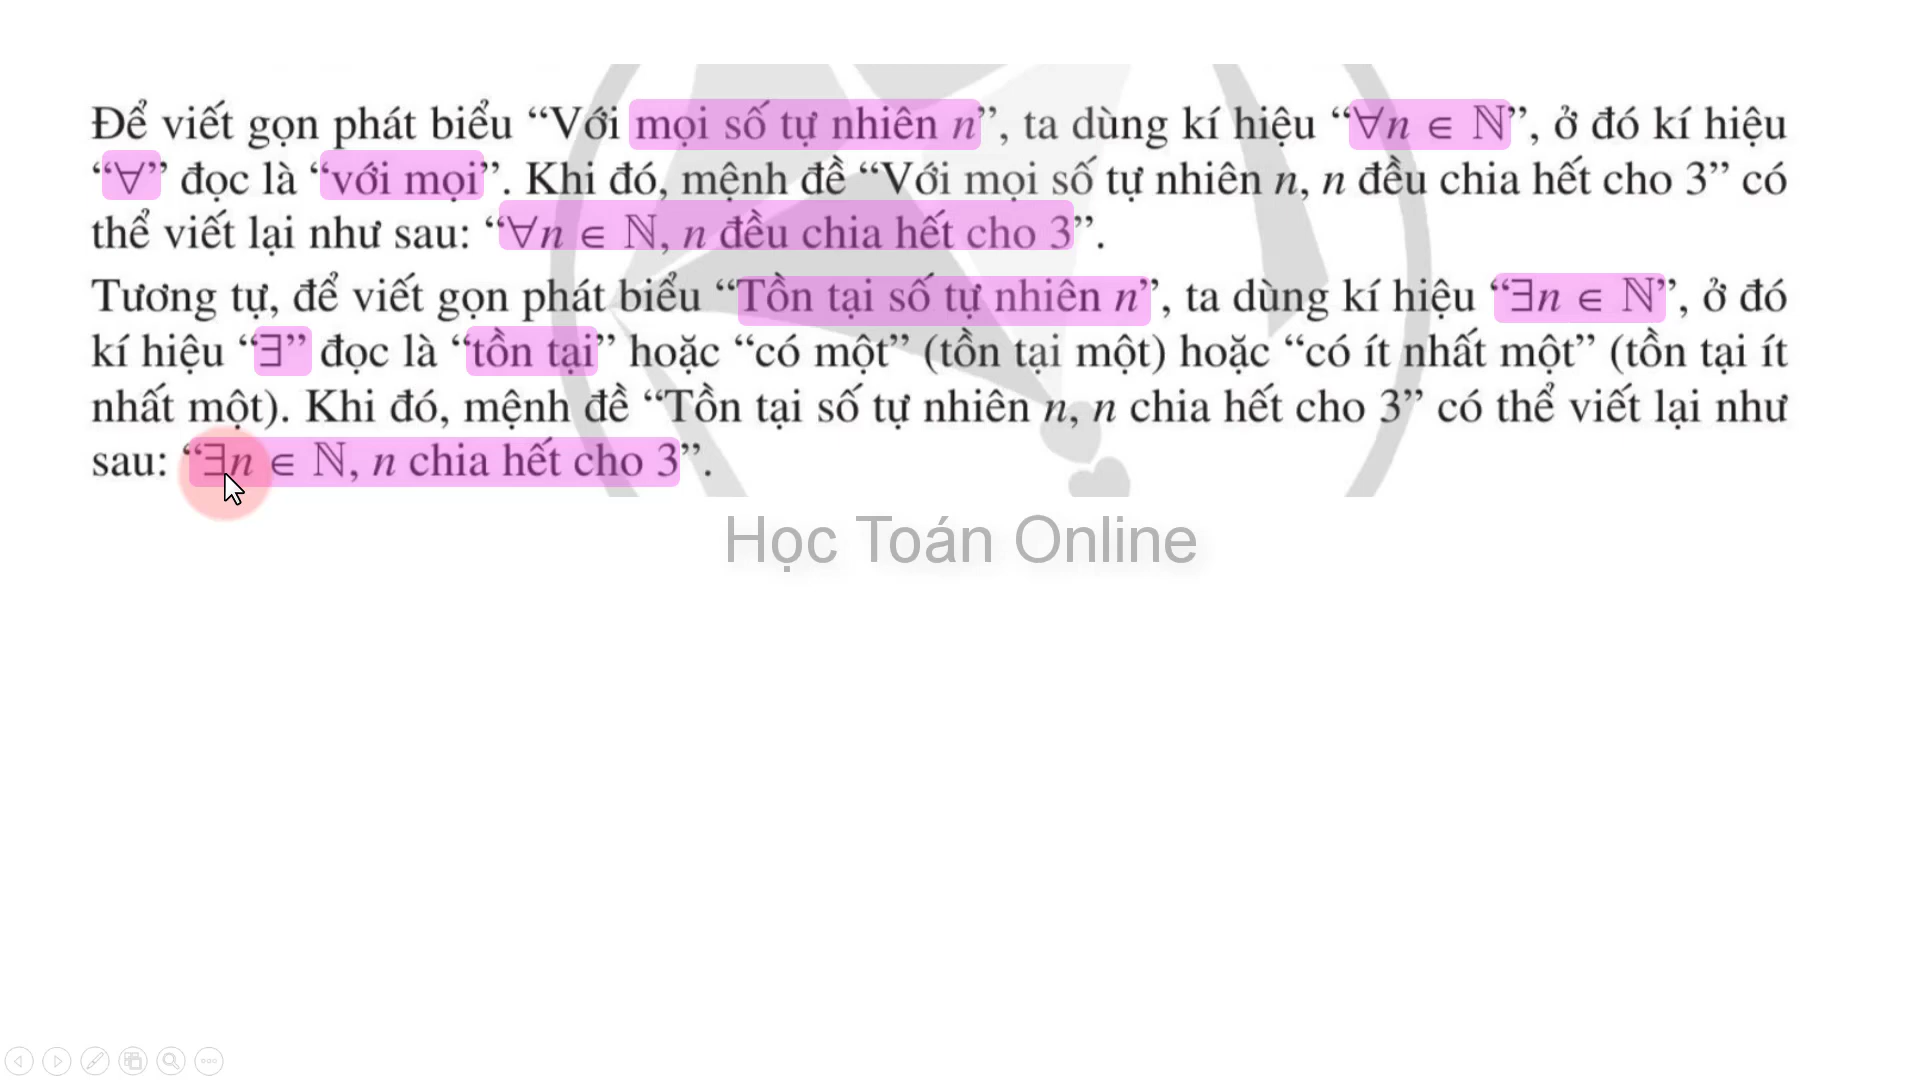 Để viết gọn phát biểu “Với mọi số tự nhiên n”, ta dùng kí hiệu “∀n ∈ ℕ”, ở đó kí hiệu
“∀” đọc là “với mọi”. Khi đó, mệnh đề “Với mọi số tự nhiên n, n đều chia hết cho 3” có
thể viết lại như sau: “∀n ∈ ℕ, n đều chia hết cho 3”.
Tương tự, để viết gọn phát biểu “Tồn tại số tự nhiên n”, ta dùng kí hiệu “∃n ∈ ℕ”, ở đó
kí hiệu “∃” đọc là “tồn tại” hoặc “có một” (tồn tại một) hoặc “có ít nhất một” (tồn tại ít
nhất một). Khi đó, mệnh đề “Tồn tại số tự nhiên n, n chia hết cho 3” có thể viết lại như
sau: “∃n ∈ ℕ, n chia hết cho 3”.
Học Toán Online